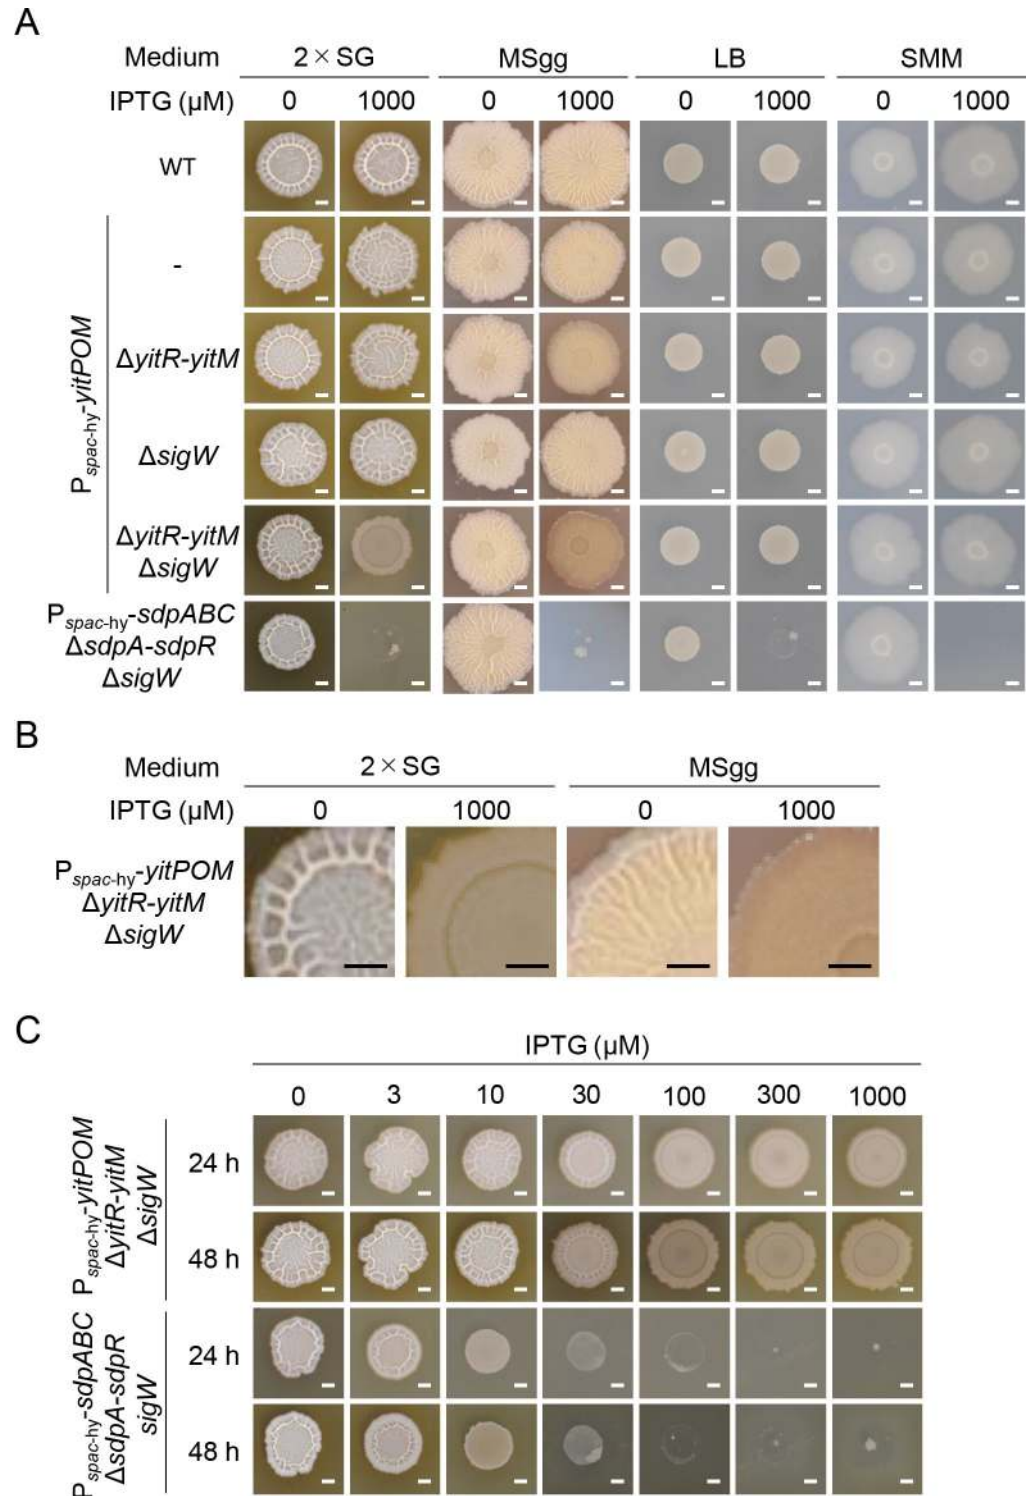 A
Medium 2×SG MSgg LB SMM
IPTG (µM) 0 1000 0 1000 0 1000 0 1000
WT
Pspac-hy-yitPOM
-
ΔyitR-yitM
ΔsigW
ΔyitR-yitM
ΔsigW
Pspac-hy-sdpABC
ΔsdpA-sdpR
ΔsigW
B
Medium 2×SG MSgg
IPTG (µM) 0 1000 0 1000
Pspac-hy-yitPOM
ΔyitR-yitM
ΔsigW
C
IPTG (µM)
0 3 10 30 100 300 1000
Pspac-hy-yitPOM
ΔyitR-yitM
ΔsigW
24 h
48 h
Pspac-hy-sdpABC
ΔsdpA-sdpR
sigW
24 h
48 h